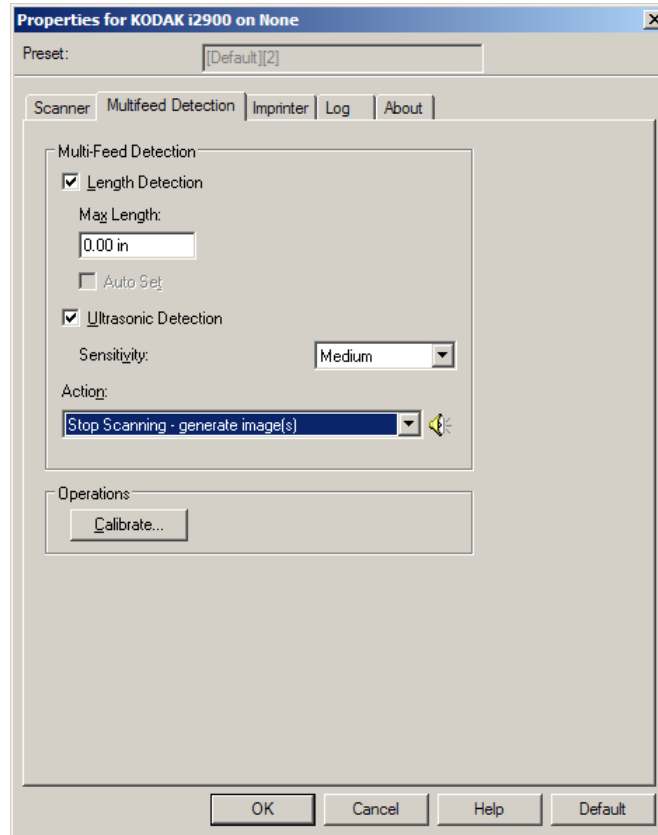 Properties for KODAK i2900 on None
Preset: [Default][2]
Scanner Multifeed Detection Imprinter Log About
Multi-Feed Detection
Length Detection
Max Length:
0.00 in
Auto Set
Ultrasonic Detection
Sensitivity: Medium
Action:
Stop Scanning - generate image(s)
Operations
Calibrate...
OK Cancel Help Default